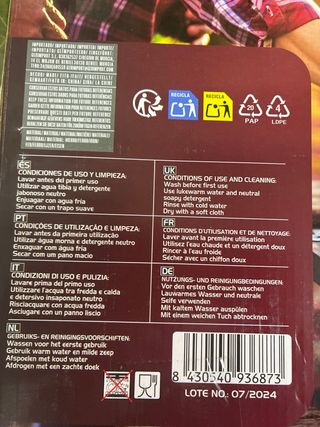 RECICLA
RECICLA
20
PAP
4
LDPE
ES
CONDICIONES DE USO Y LIMPIEZA:
Lavar antes del primer uso
Utilizar agua tibia y detergente
jabonoso neutro
Enjuagar con agua fría
Secar con un trapo suave
UK
CONDITIONS OF USE AND CLEANING:
Wash before first use
Use lukewarm water and neutral
soapy detergent
Rinse with cold water
Dry with a soft cloth
PT
CONDIÇÕES DE UTILIZAÇÃO E LIMPEZA:
Lavar antes da primeira utilização
Utilizar água morna e detergente neutro
Enxaguar com água fria
Secar com um pano macio
FR
CONDITIONS D'UTILISATION ET DE NETTOYAGE:
Laver avant la première utilisation
Utilisez l'eau chaude et un détergent doux
Rincer à l'eau froide
Sécher avec un chiffon doux
IT
CONDIZIONI DI USO E PULIZIA:
Lavare prima del primo uso
Utilizzare l'acqua tra fredda e calda
e detersivo insaponato neutro
Risciacquare con acqua fredda
Asciugare con un panno liscio
DE
NUTZUNGS- UND REINIGUNGBEDINGUNGEN:
Vor den ersten Gebrauch waschen
Lauwarmes Wasser und neutrale
Seife verwenden
Mit kaltem Wasser ausspülen
Mit einem weichen Tuch abtrocknen
NL
GEBRUIKS- EN REINIGINGSVOORSCHRIFTEN:
Wassen voor het eerste gebruik
Gebruik warm water en milde zeep
Afspoelen met koud water
Afdrogen met een zachte doek
8 430540 936873
LOTE NO: 07/2024